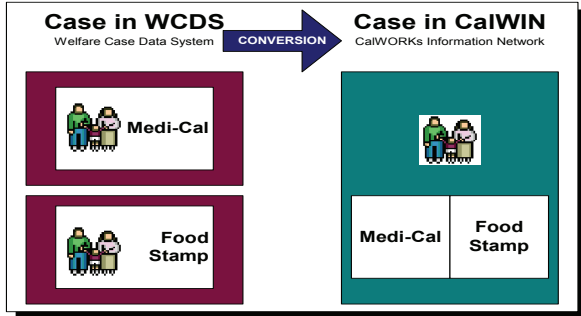 Case in WCDS
Welfare Case Data System
CONVERSION
Case in CalWIN
CalWORKs Information Network
Medi-Cal
Food
Stamp
Medi-Cal
Food
Stamp